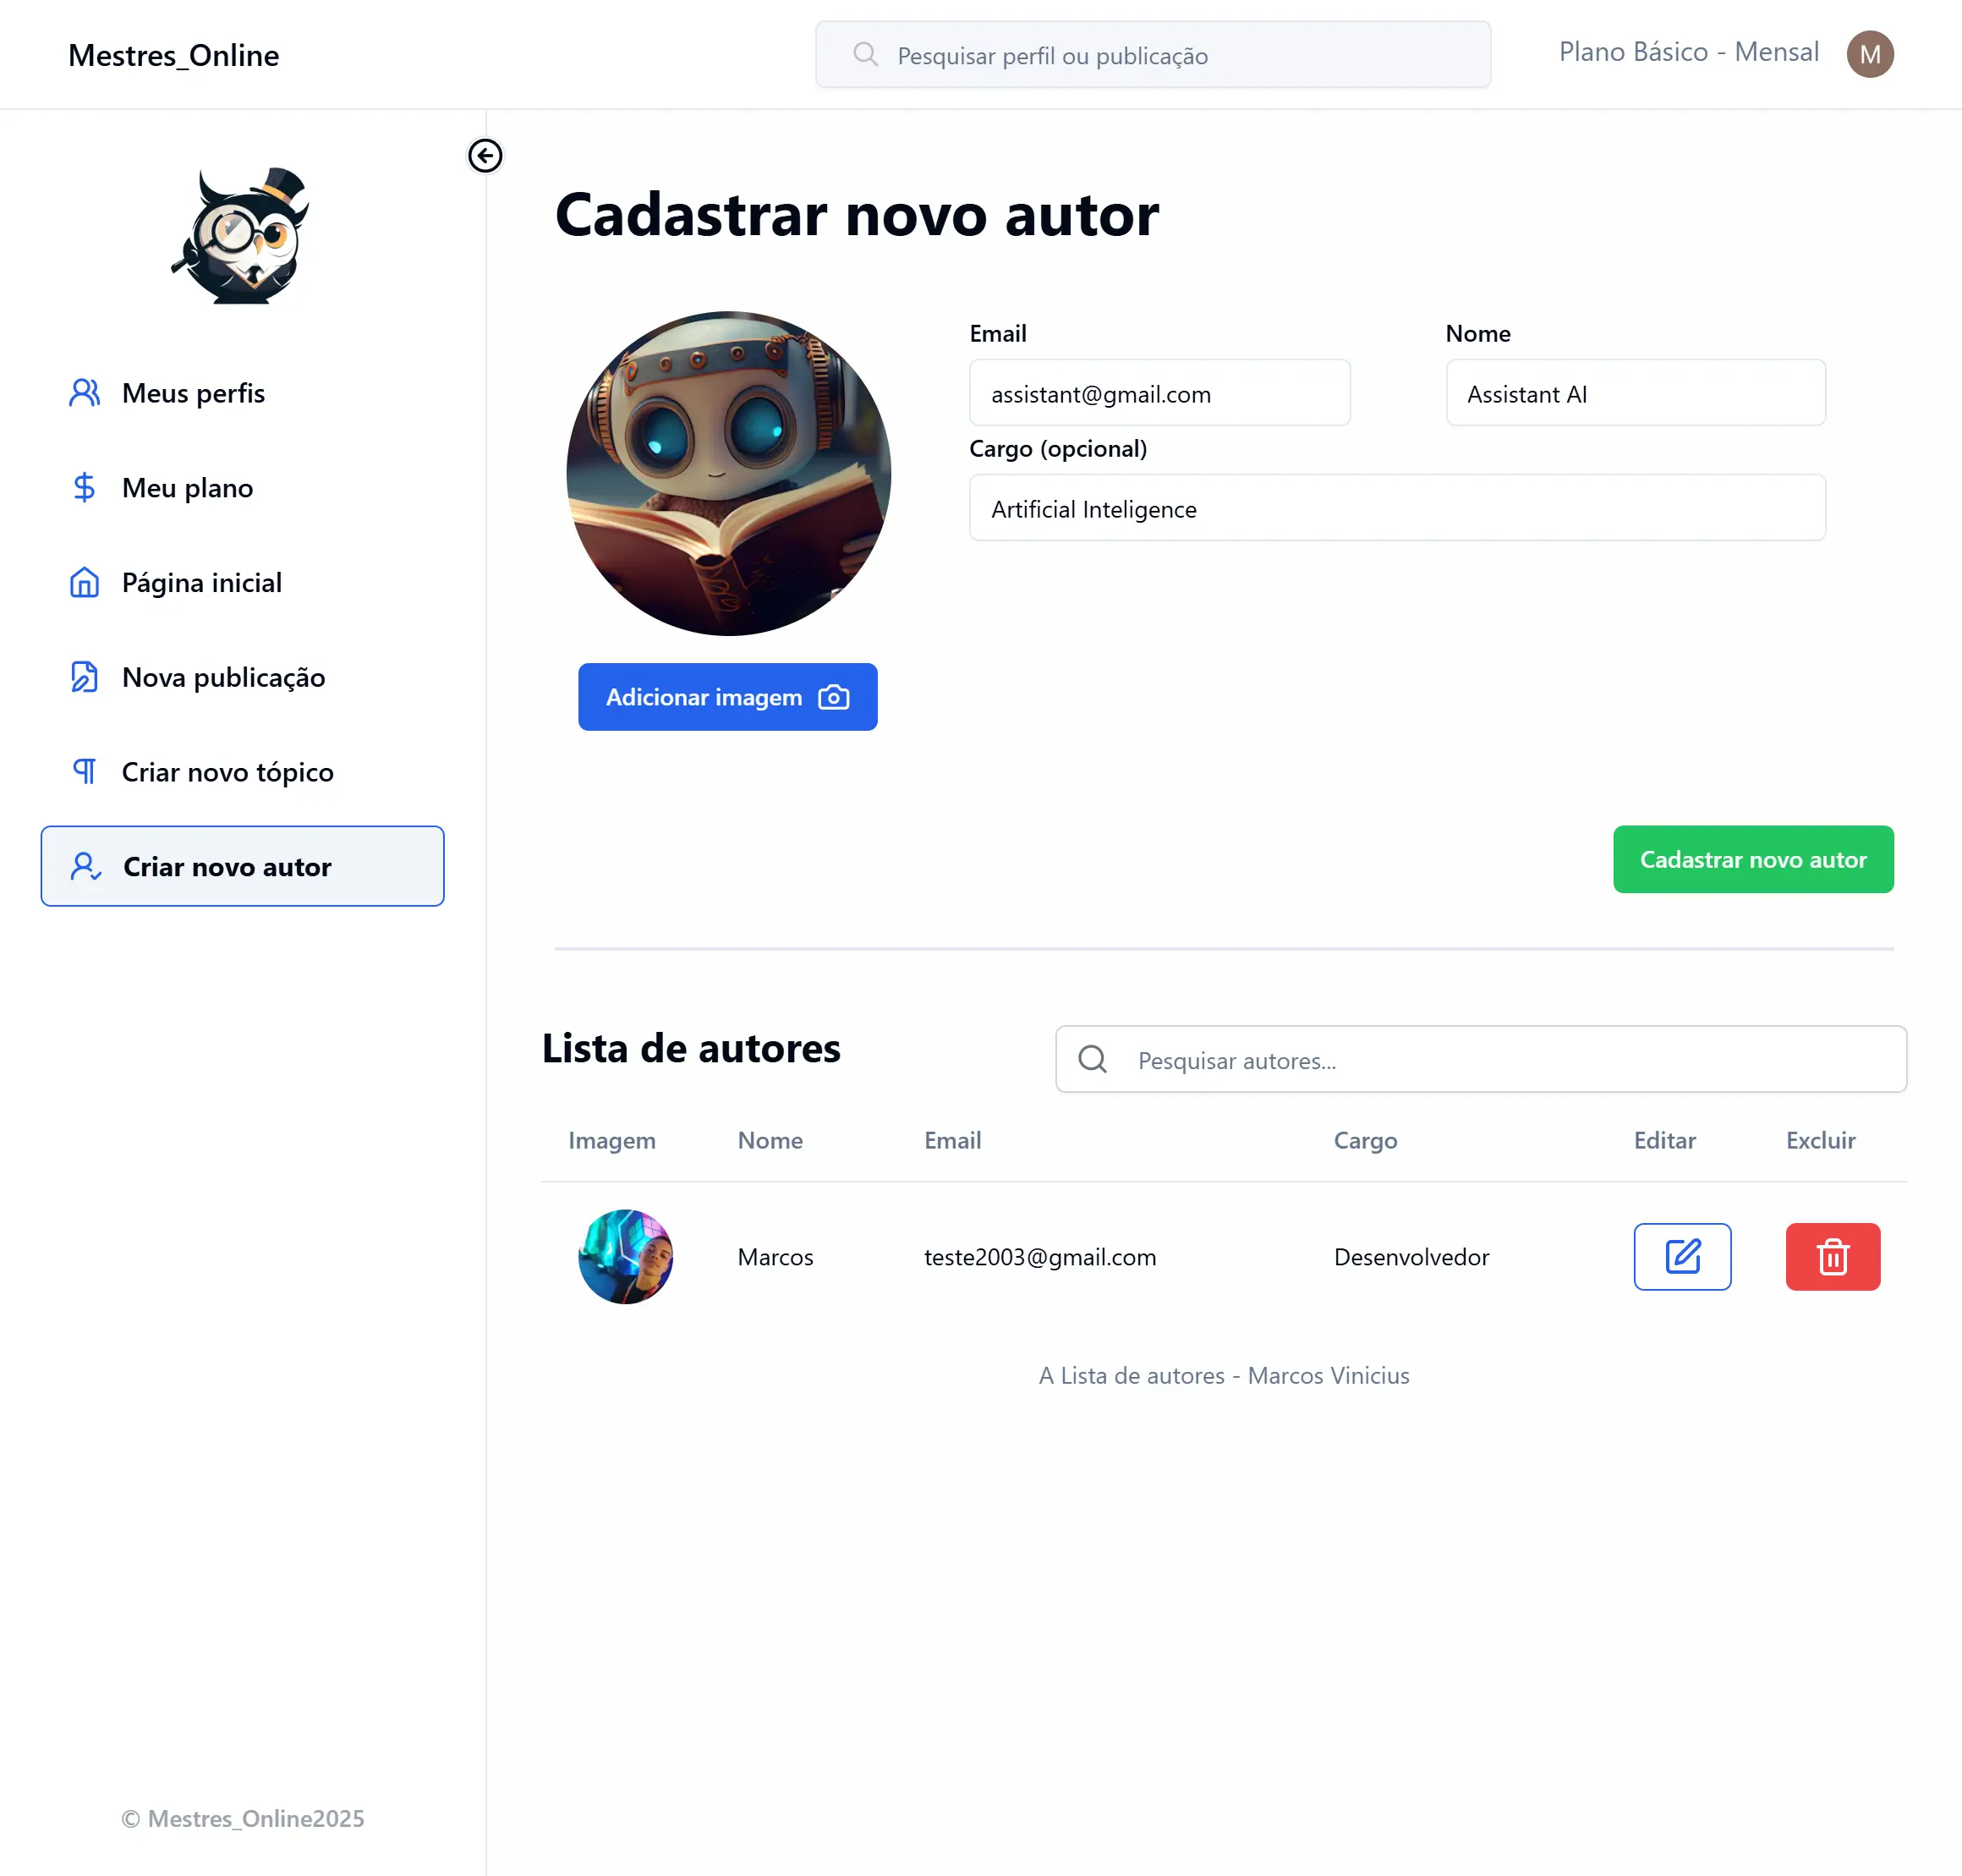 Mestres_Online
Pesquisar perfil ou publicação
Plano Básico - Mensal
M
Meus perfis
Meu plano
Página inicial
Nova publicação
Criar novo tópico
Criar novo autor
© Mestres_Online2025
Cadastrar novo autor
Email
Nome
assistant@gmail.com
Assistant AI
Cargo (opcional)
Artificial Inteligence
Adicionar imagem
Cadastrar novo autor
Lista de autores
Pesquisar autores...
Imagem Nome Email Cargo Editar Excluir
Marcos teste2003@gmail.com Desenvolvedor
A Lista de autores - Marcos Vinicius